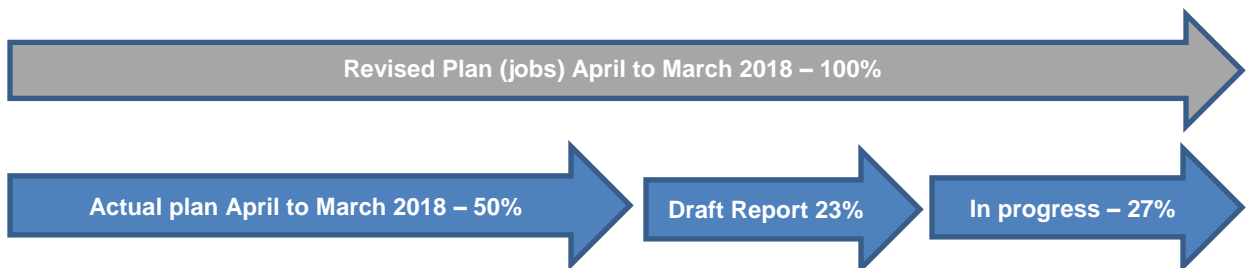 Revised Plan (jobs) April to March 2018 – 100%
Actual plan April to March 2018 – 50%
Draft Report 23%
In progress – 27%